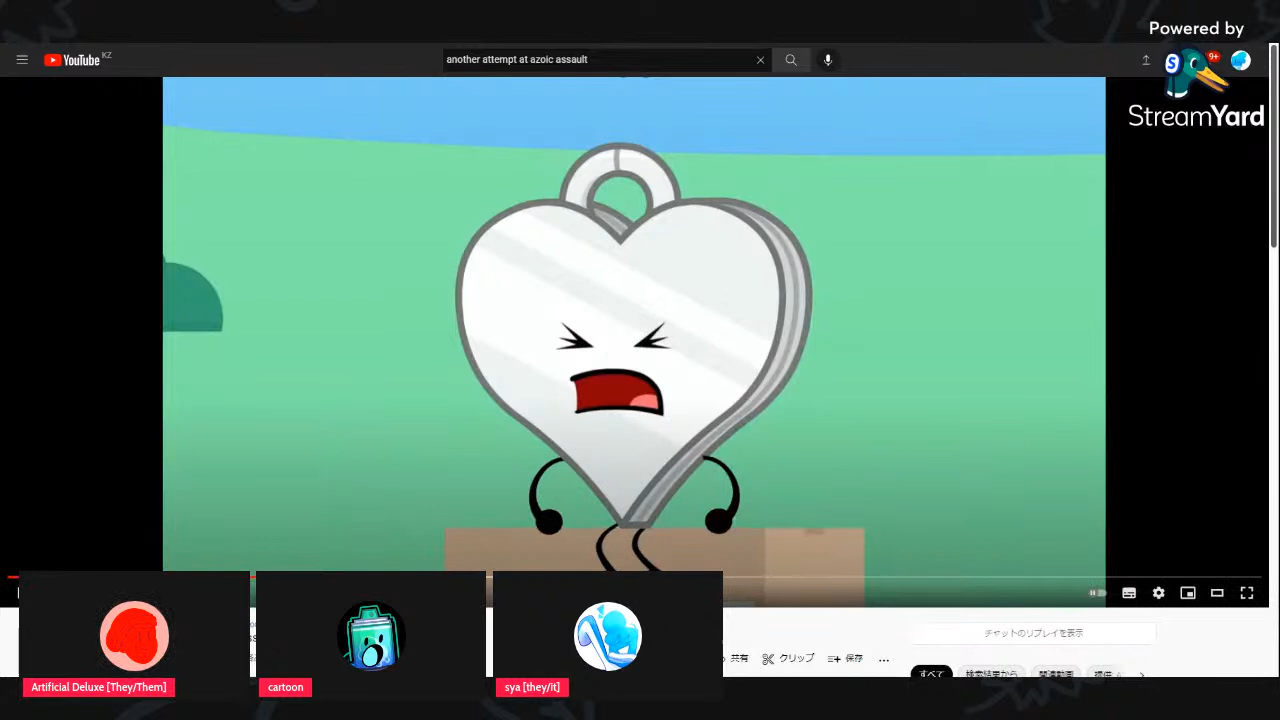 Powered by
StreamYard
YouTube KZ
another attempt at azoic assault
9+
チャットのリプレイを表示
共有
クリップ
保存
すべて
検索結果から
関連動画
提供
Artificial Deluxe [They/Them]
cartoon
sya [they/it]